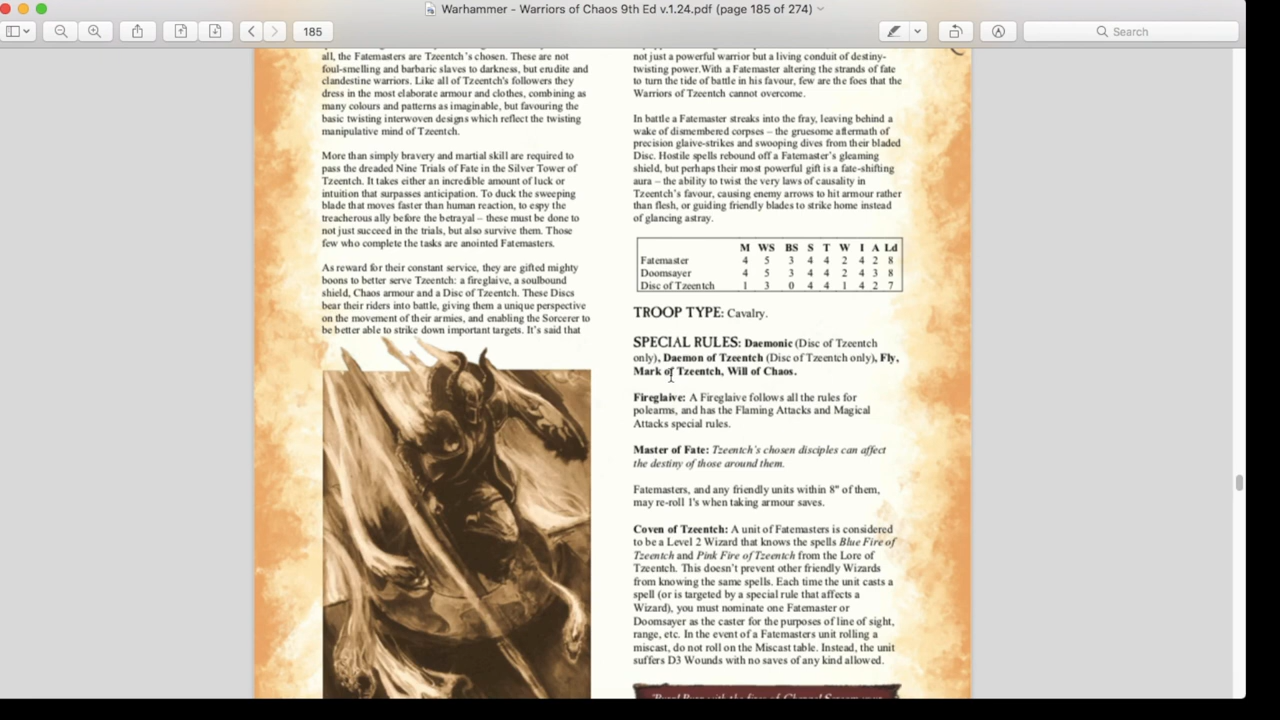 Warhammer - Warriors of Chaos 9th Ed v.1.24.pdf (page 185 of 274)
185
Search
all, the Fatemasters are Tzeentch's chosen. These are not
foul-smelling and barbaric slaves to darkness, but erudite and
clandestine warriors. Like all of Tzeentch's followers they
dress in the most elaborate armour and clothes, combining as
many colours and patterns as imaginable, but favouring the
basic twisting interwoven designs which reflect the twisting
manipulative mind of Tzeentch.
More than simply bravery and martial skill are required to
pass the dreaded Nine Trials of Fate in the Silver Tower of
Tzeentch. It takes either an incredible amount of luck or
intuition that surpasses anticipation. To duck the sweeping
blade that moves faster than human reaction, to espy the
treacherous ally before the betrayal – these must be done to
not just succeed in the trials, but also survive them. Those
few who complete the tasks are anointed Fatemasters.
As reward for their constant service, they are gifted mighty
boons to better serve Tzeentch: a fireglaive, a soulbound
shield, Chaos armour and a Disc of Tzeentch. These Discs
bear their riders into battle, giving them a unique perspective
on the movement of their armies, and enabling the Sorcerer to
be better able to strike down important targets. It's said that
not just a powerful warrior but a living conduit of destiny-
twisting power.With a Fatemaster altering the strands of fate
to turn the tide of battle in his favour, few are the foes that the
Warriors of Tzeentch cannot overcome.
In battle a Fatemaster streaks into the fray, leaving behind a
wake of dismembered corpses – the gruesome aftermath of
precision glaive-strikes and swooping dives from their bladed
Disc. Hostile spells rebound off a Fatemaster's gleaming
shield, but perhaps their most powerful gift is a fate-shifting
aura – the ability to twist the very laws of causality in
Tzeentch's favour, causing enemy arrows to hit armour rather
than flesh, or guiding friendly blades to strike home instead
of glancing astray.
M WS BS S T W I A Ld
Fatemaster 4 5 3 4 4 2 4 2 8
Doomsayer 4 5 3 4 4 2 4 3 8
Disc of Tzeentch 1 3 0 4 4 1 4 2 7
TROOP TYPE: Cavalry.
SPECIAL RULES: Daemonic (Disc of Tzeentch
only), Daemon of Tzeentch (Disc of Tzeentch only), Fly,
Mark of Tzeentch, Will of Chaos.
Fireglaive: A Fireglaive follows all the rules for
polearms, and has the Flaming Attacks and Magical
Attacks special rules.
Master of Fate: Tzeentch's chosen disciples can affect
the destiny of those around them.
Fatemasters, and any friendly units within 8" of them,
may re-roll 1's when taking armour saves.
Coven of Tzeentch: A unit of Fatemasters is considered
to be a Level 2 Wizard that knows the spells Blue Fire of
Tzeentch and Pink Fire of Tzeentch from the Lore of
Tzeentch. This doesn't prevent other friendly Wizards
from knowing the same spells. Each time the unit casts a
spell (or is targeted by a special rule that affects a
Wizard), you must nominate one Fatemaster or
Doomsayer as the caster for the purposes of line of sight,
range, etc. In the event of a Fatemasters unit rolling a
miscast, do not roll on the Miscast table. Instead, the unit
suffers D3 Wounds with no saves of any kind allowed.